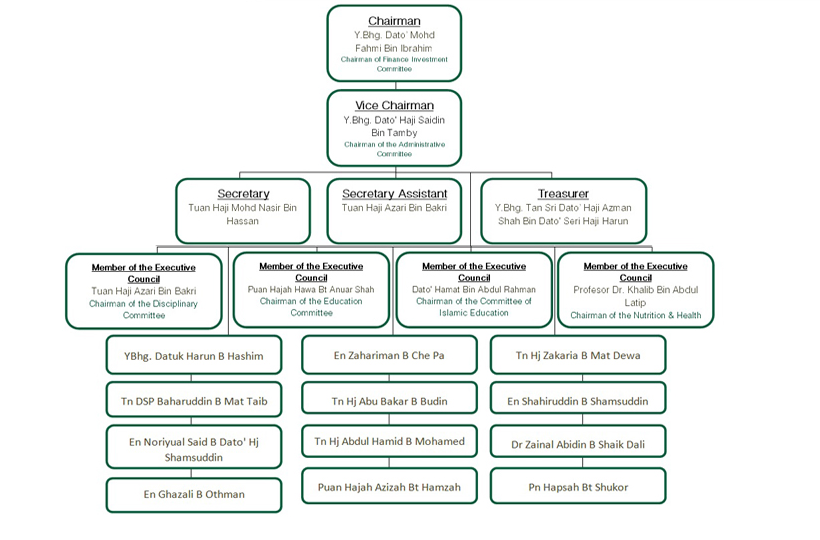 Chairman
Y.Bhg. Dato' Mohd
Fahmi Bin Ibrahim
Chairman of Finance Investment
Committee
Vice Chairman
Y.Bhg. Dato' Haji Saidin
Bin Tamby
Chairman of the Administrative
Committee
Secretary
Tuan Haji Mohd Nasir Bin
Hassan
Secretary Assistant
Tuan Haji Azari Bin Bakri
Treasurer
Y.Bhg. Tan Sri Dato' Haji Azman
Shah Bin Dato' Seri Haji Harun
Member of the Executive
Council
Tuan Haji Azari Bin Bakri
Chairman of the Disciplinary
Committee
Member of the Executive
Council
Puan Hajah Hawa Bt Anuar Shah
Chairman of the Education
Committee
Member of the Executive
Council
Dato' Hamat Bin Abdul Rahman
Chairman of the Committee of
Islamic Education
Member of the Executive
Council
Profesor Dr. Khalib Bin Abdul
Latip
Chairman of the Nutrition & Health
YBhg. Datuk Harun B Hashim
En Zahariman B Che Pa
Tn Hj Zakaria B Mat Dewa
Tn DSP Baharuddin B Mat Taib
Tn Hj Abu Bakar B Budin
En Shahiruddin B Shamsuddin
En Noriyual Said B Dato' Hj
Shamsuddin
Tn Hj Abdul Hamid B Mohamed
Dr Zainal Abidin B Shaik Dali
En Ghazali B Othman
Puan Hajah Azizah Bt Hamzah
Pn Hapsah Bt Shukor